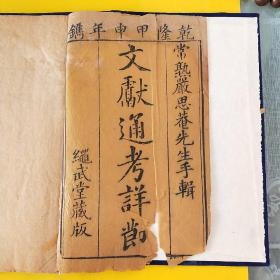 乾隆甲申年鐫
常熟嚴思菴先生手輯
文獻通考詳節
繼武堂藏版